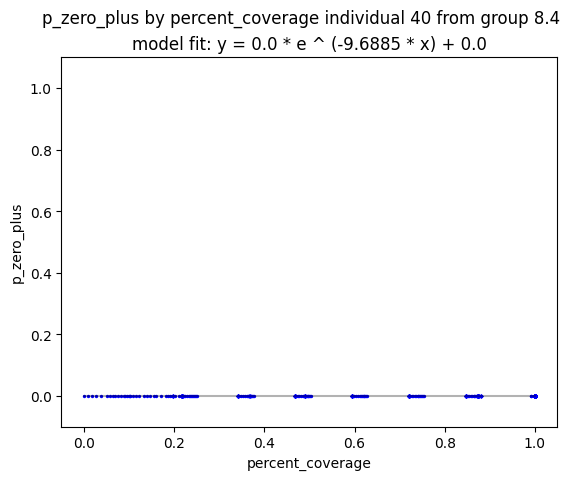 p_zero_plus by percent_coverage individual 40 from group 8.4
model fit: y = 0.0 * e ^ (-9.6885 * x) + 0.0
1.0
0.8
0.6
0.4
0.2
0.0
p_zero_plus
0.0 0.2 0.4 0.6 0.8 1.0
percent_coverage